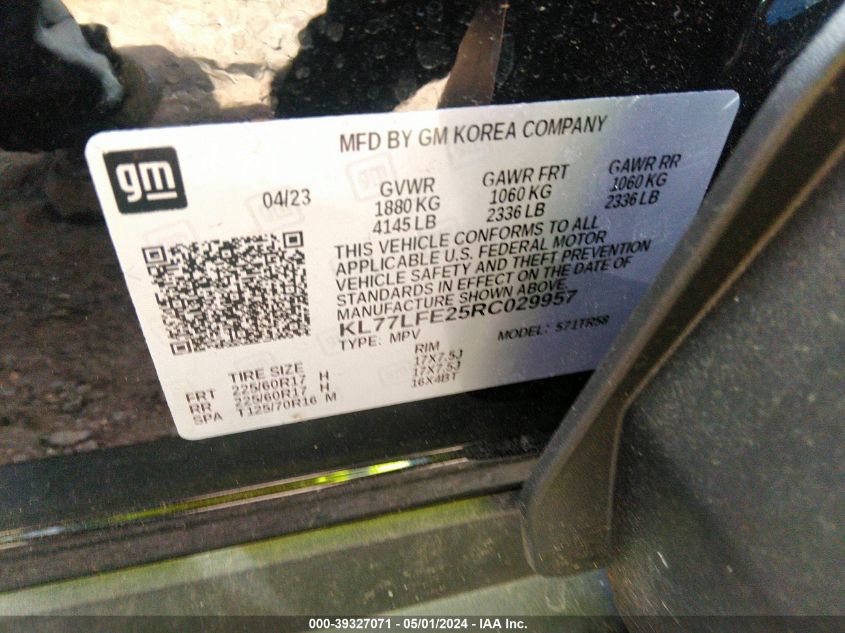 MFD BY GM KOREA COMPANY
gm
04/23
GVWR
1880 KG
4145 LB
GAWR FRT
1060 KG
2336 LB
GAWR RR
1060 KG
2336 LB
THIS VEHICLE CONFORMS TO ALL
APPLICABLE U.S. FEDERAL MOTOR
VEHICLE SAFETY AND THEFT PREVENTION
STANDARDS IN EFFECT ON THE DATE OF
MANUFACTURE SHOWN ABOVE.
KL77LFE25RC029957
TYPE: MPV
MODEL: 571TR58
TIRE SIZE
RIM
FRT 225/60R17 H 17X7.5J
RR 225/60R17 H 17X7.5J
SPA T125/70R16 M 16X4BT
000-39327071 - 05/01/2024 - IAA Inc.